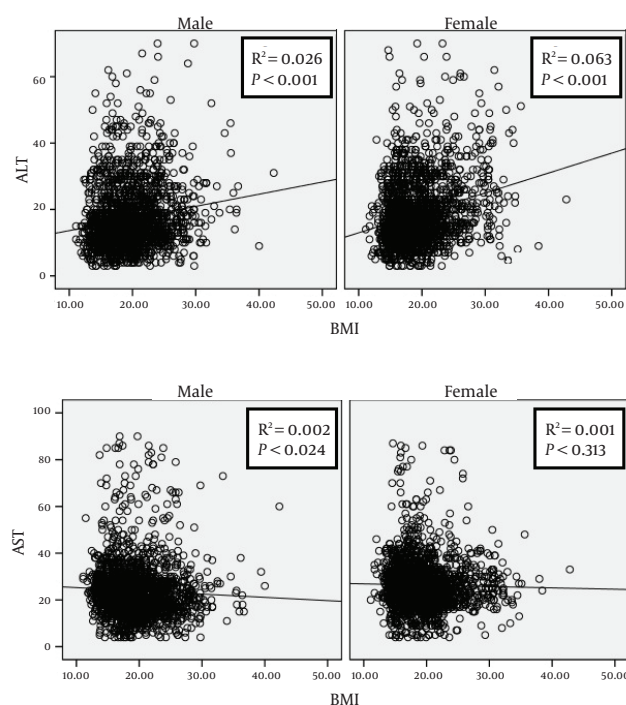 Male Female
R² = 0.026
P < 0.001
R² = 0.063
P < 0.001
ALT
60
40
20
0
10.00 20.00 30.00 40.00 50.00 10.00 20.00 30.00 40.00 50.00
BMI
Male Female
R² = 0.002
P < 0.024
R² = 0.001
P < 0.313
AST
100
80
60
40
20
0
10.00 20.00 30.00 40.00 50.00 10.00 20.00 30.00 40.00 50.00
BMI